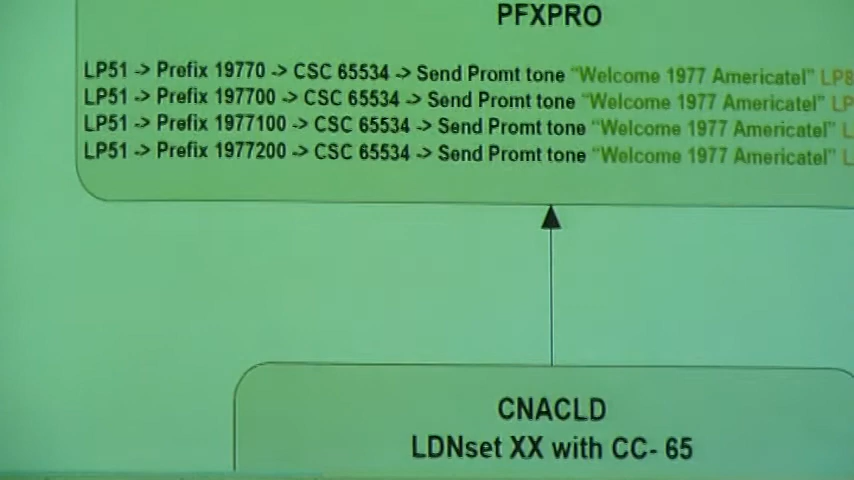 PFXPRO
LP51 -> Prefix 19770 -> CSC 65534 -> Send Promt tone "Welcome 1977 Americatel" LP8
LP51 -> Prefix 197700 -> CSC 65534 -> Send Promt tone "Welcome 1977 Americatel" LP
LP51 -> Prefix 1977100 -> CSC 65534 -> Send Promt tone "Welcome 1977 Americatel" L
LP51 -> Prefix 1977200 -> CSC 65534 -> Send Promt tone "Welcome 1977 Americatel" L
CNACLD
LDNset XX with CC- 65